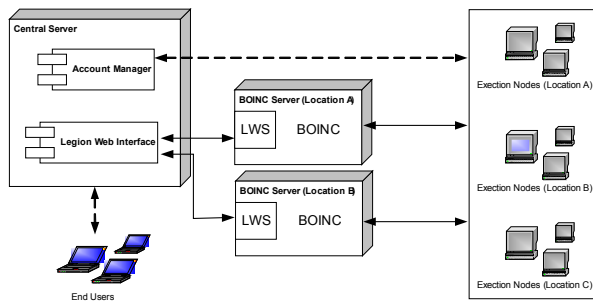 Central Server
Account Manager
Legion Web Interface
BOINC Server (Location A)
LWS BOINC
BOINC Server (Location B)
LWS BOINC
Exection Nodes (Location A)
Exection Nodes (Location B)
Exection Nodes (Location C)
End Users